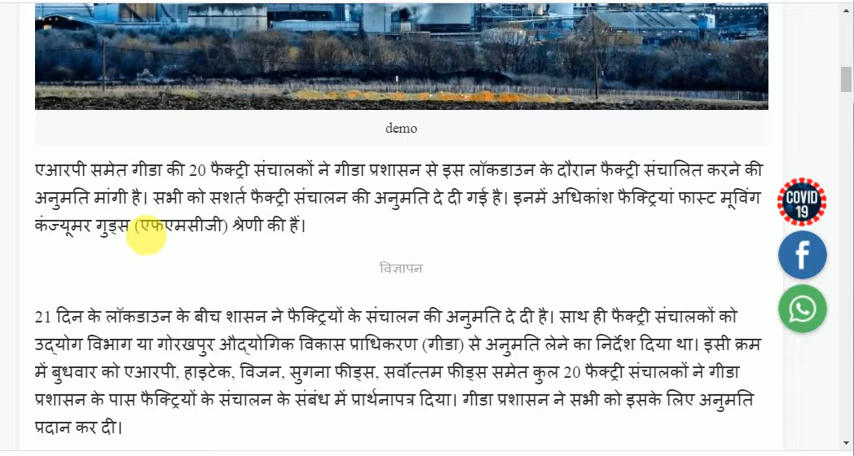 demo
एआरपी समेत गीडा की 20 फैक्ट्री संचालकों ने गीडा प्रशासन से इस लॉकडाउन के दौरान फैक्ट्री संचालित करने की
अनुमति मांगी है। सभी को सशर्त फैक्ट्री संचालन की अनुमति दे दी गई है। इनमें अधिकांश फैक्ट्रियां फास्ट मूविंग
कंज्यूमर गुड्स (एफएमसीजी) श्रेणी की हैं।
COVID
19
विज्ञापन
21 दिन के लॉकडाउन के बीच शासन ने फैक्ट्रियों के संचालन की अनुमति दे दी है। साथ ही फैक्ट्री संचालकों को
उद्योग विभाग या गोरखपुर औद्योगिक विकास प्राधिकरण (गीडा) से अनुमति लेने का निर्देश दिया था। इसी क्रम
में बुधवार को एआरपी, हाइटेक, विजन, सुगना फीड्स, सर्वोत्तम फीड्स समेत कुल 20 फैक्ट्री संचालकों ने गीडा
प्रशासन के पास फैक्ट्रियों के संचालन के संबंध में प्रार्थनापत्र दिया। गीडा प्रशासन ने सभी को इसके लिए अनुमति
प्रदान कर दी।